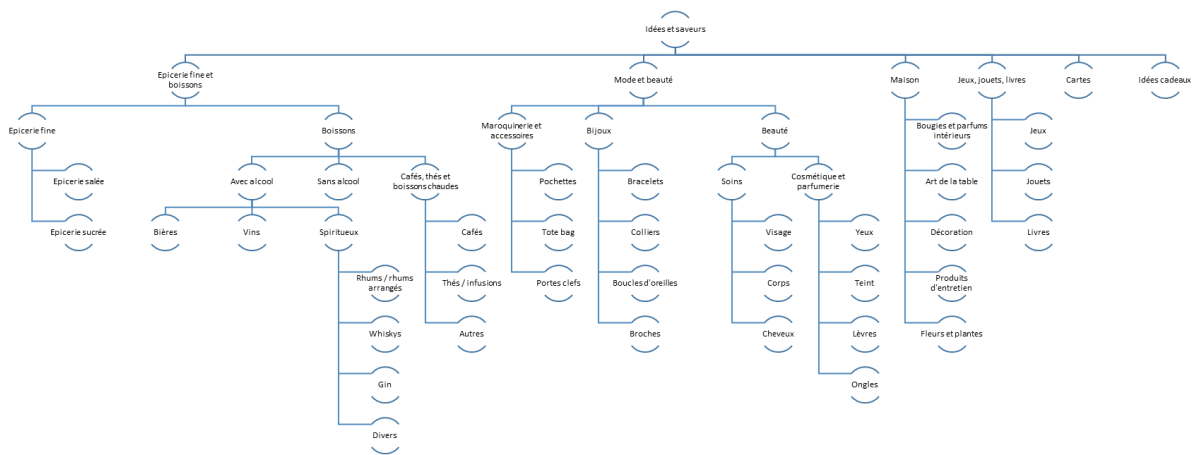 Idées et saveurs
Epicerie fine et
boissons
Mode et beauté
Maison
Jeux, jouets, livres
Cartes
Idées cadeaux
Epicerie fine
Boissons
Maroquinerie et
accessoires
Bijoux
Beauté
Bougies et parfums
intérieurs
Jeux
Epicerie salée
Avec alcool
Sans alcool
Cafés, thés et
boissons chaudes
Pochettes
Bracelets
Soins
Cosmétique et
parfumerie
Art de la table
Jouets
Epicerie sucrée
Bières
Vins
Spiritueux
Cafés
Tote bag
Colliers
Visage
Yeux
Décoration
Livres
Rhums / rhums
arrangés
Thés / infusions
Portes clefs
Boucles d'oreilles
Corps
Teint
Produits
d'entretien
Whiskys
Autres
Broches
Cheveux
Lèvres
Fleurs et plantes
Gin
Ongles
Divers